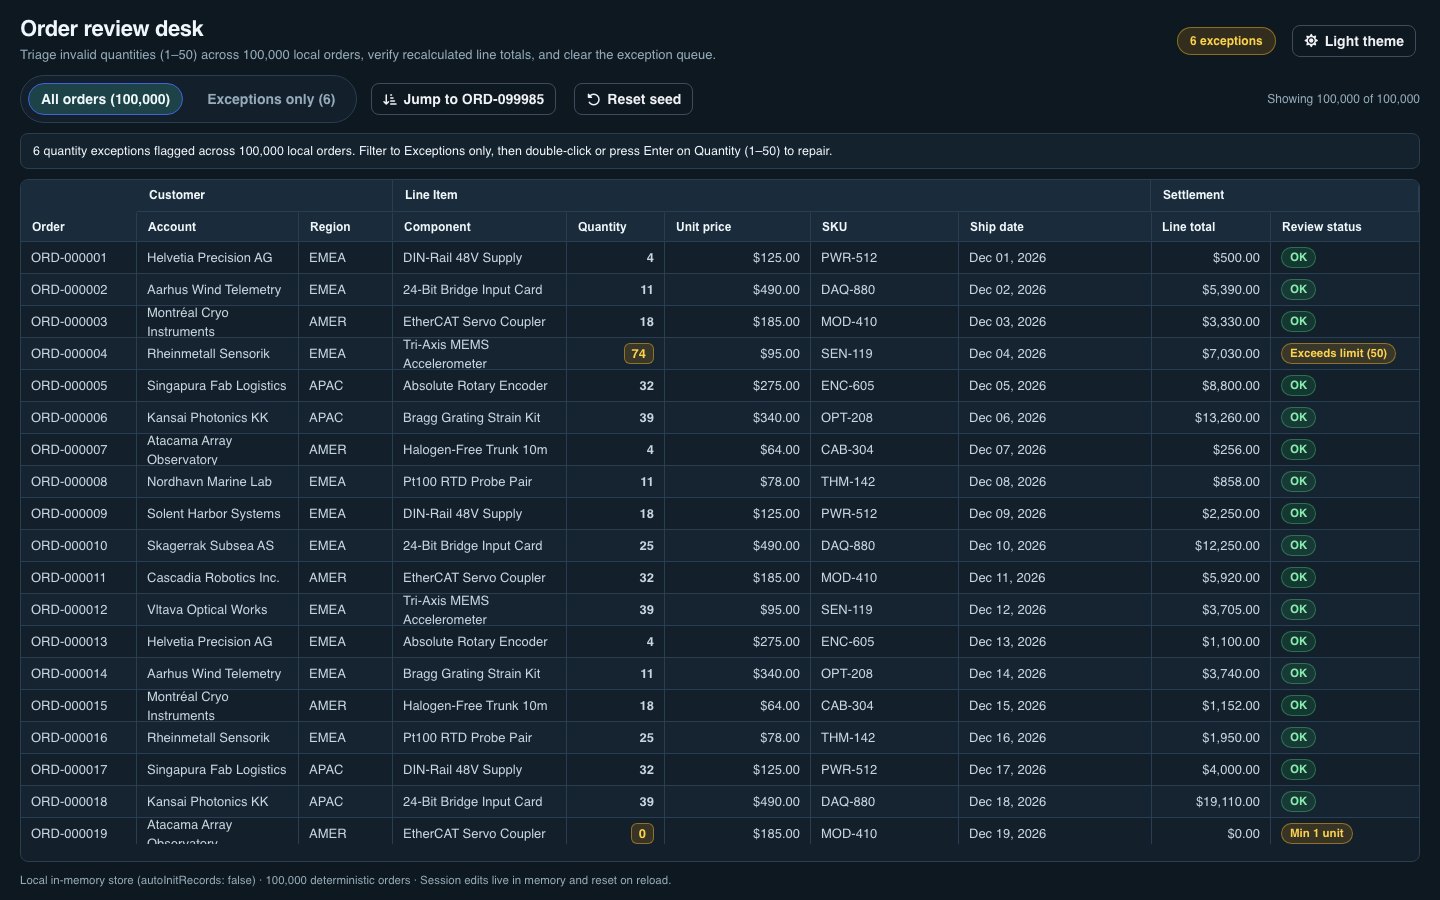 Order review desk
Triage invalid quantities (1–50) across 100,000 local orders, verify recalculated line totals, and clear the exception queue.
6 exceptions
Light theme
All orders (100,000)
Exceptions only (6)
Jump to ORD-099985
Reset seed
Showing 100,000 of 100,000
6 quantity exceptions flagged across 100,000 local orders. Filter to Exceptions only, then double-click or press Enter on Quantity (1–50) to repair.
Customer Line Item Settlement
Order Account Region Component Quantity Unit price SKU Ship date Line total Review status
ORD-000001 Helvetia Precision AG EMEA DIN-Rail 48V Supply 4 $125.00 PWR-512 Dec 01, 2026 $500.00 OK
ORD-000002 Aarhus Wind Telemetry EMEA 24-Bit Bridge Input Card 11 $490.00 DAQ-880 Dec 02, 2026 $5,390.00 OK
ORD-000003 Montréal Cryo Instruments AMER EtherCAT Servo Coupler 18 $185.00 MOD-410 Dec 03, 2026 $3,330.00 OK
ORD-000004 Rheinmetall Sensorik EMEA Tri-Axis MEMS Accelerometer 74 $95.00 SEN-119 Dec 04, 2026 $7,030.00 Exceeds limit (50)
ORD-000005 Singapura Fab Logistics APAC Absolute Rotary Encoder 32 $275.00 ENC-605 Dec 05, 2026 $8,800.00 OK
ORD-000006 Kansai Photonics KK APAC Bragg Grating Strain Kit 39 $340.00 OPT-208 Dec 06, 2026 $13,260.00 OK
ORD-000007 Atacama Array Observatory AMER Halogen-Free Trunk 10m 4 $64.00 CAB-304 Dec 07, 2026 $256.00 OK
ORD-000008 Nordhavn Marine Lab EMEA Pt100 RTD Probe Pair 11 $78.00 THM-142 Dec 08, 2026 $858.00 OK
ORD-000009 Solent Harbor Systems EMEA DIN-Rail 48V Supply 18 $125.00 PWR-512 Dec 09, 2026 $2,250.00 OK
ORD-000010 Skagerrak Subsea AS EMEA 24-Bit Bridge Input Card 25 $490.00 DAQ-880 Dec 10, 2026 $12,250.00 OK
ORD-000011 Cascadia Robotics Inc. AMER EtherCAT Servo Coupler 32 $185.00 MOD-410 Dec 11, 2026 $5,920.00 OK
ORD-000012 Vltava Optical Works EMEA Tri-Axis MEMS Accelerometer 39 $95.00 SEN-119 Dec 12, 2026 $3,705.00 OK
ORD-000013 Helvetia Precision AG EMEA Absolute Rotary Encoder 4 $275.00 ENC-605 Dec 13, 2026 $1,100.00 OK
ORD-000014 Aarhus Wind Telemetry EMEA Bragg Grating Strain Kit 11 $340.00 OPT-208 Dec 14, 2026 $3,740.00 OK
ORD-000015 Montréal Cryo Instruments AMER Halogen-Free Trunk 10m 18 $64.00 CAB-304 Dec 15, 2026 $1,152.00 OK
ORD-000016 Rheinmetall Sensorik EMEA Pt100 RTD Probe Pair 25 $78.00 THM-142 Dec 16, 2026 $1,950.00 OK
ORD-000017 Singapura Fab Logistics APAC DIN-Rail 48V Supply 32 $125.00 PWR-512 Dec 17, 2026 $4,000.00 OK
ORD-000018 Kansai Photonics KK APAC 24-Bit Bridge Input Card 39 $490.00 DAQ-880 Dec 18, 2026 $19,110.00 OK
ORD-000019 Atacama Array Observatory AMER EtherCAT Servo Coupler 0 $185.00 MOD-410 Dec 19, 2026 $0.00 Min 1 unit
Local in-memory store (autoInitRecords: false) · 100,000 deterministic orders · Session edits live in memory and reset on reload.